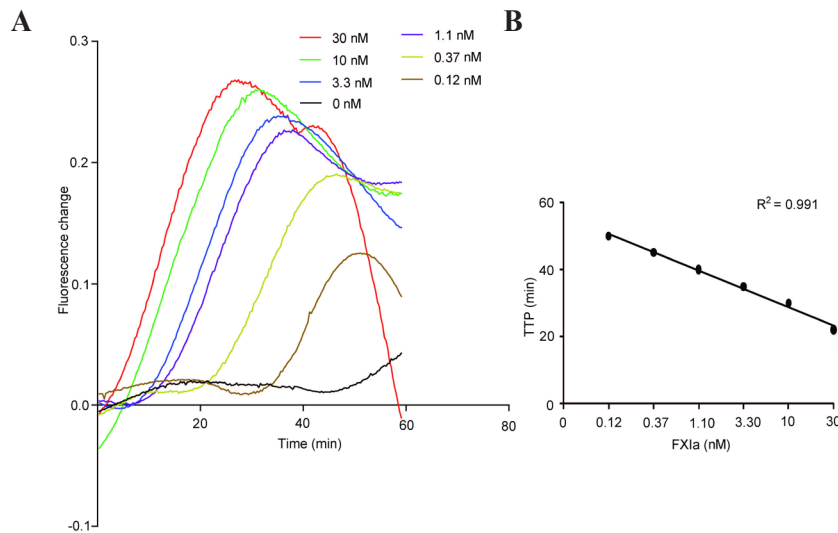 A
B
0.3
0.2
0.1
0.0
-0.1
Fluorescence change
20
40
60
80
Time (min)
30 nM
10 nM
3.3 nM
0 nM
1.1 nM
0.37 nM
0.12 nM
R² = 0.991
60
40
20
0
TTP (min)
0
0.12
0.37
1.10
3.30
10
30
FXIa (nM)